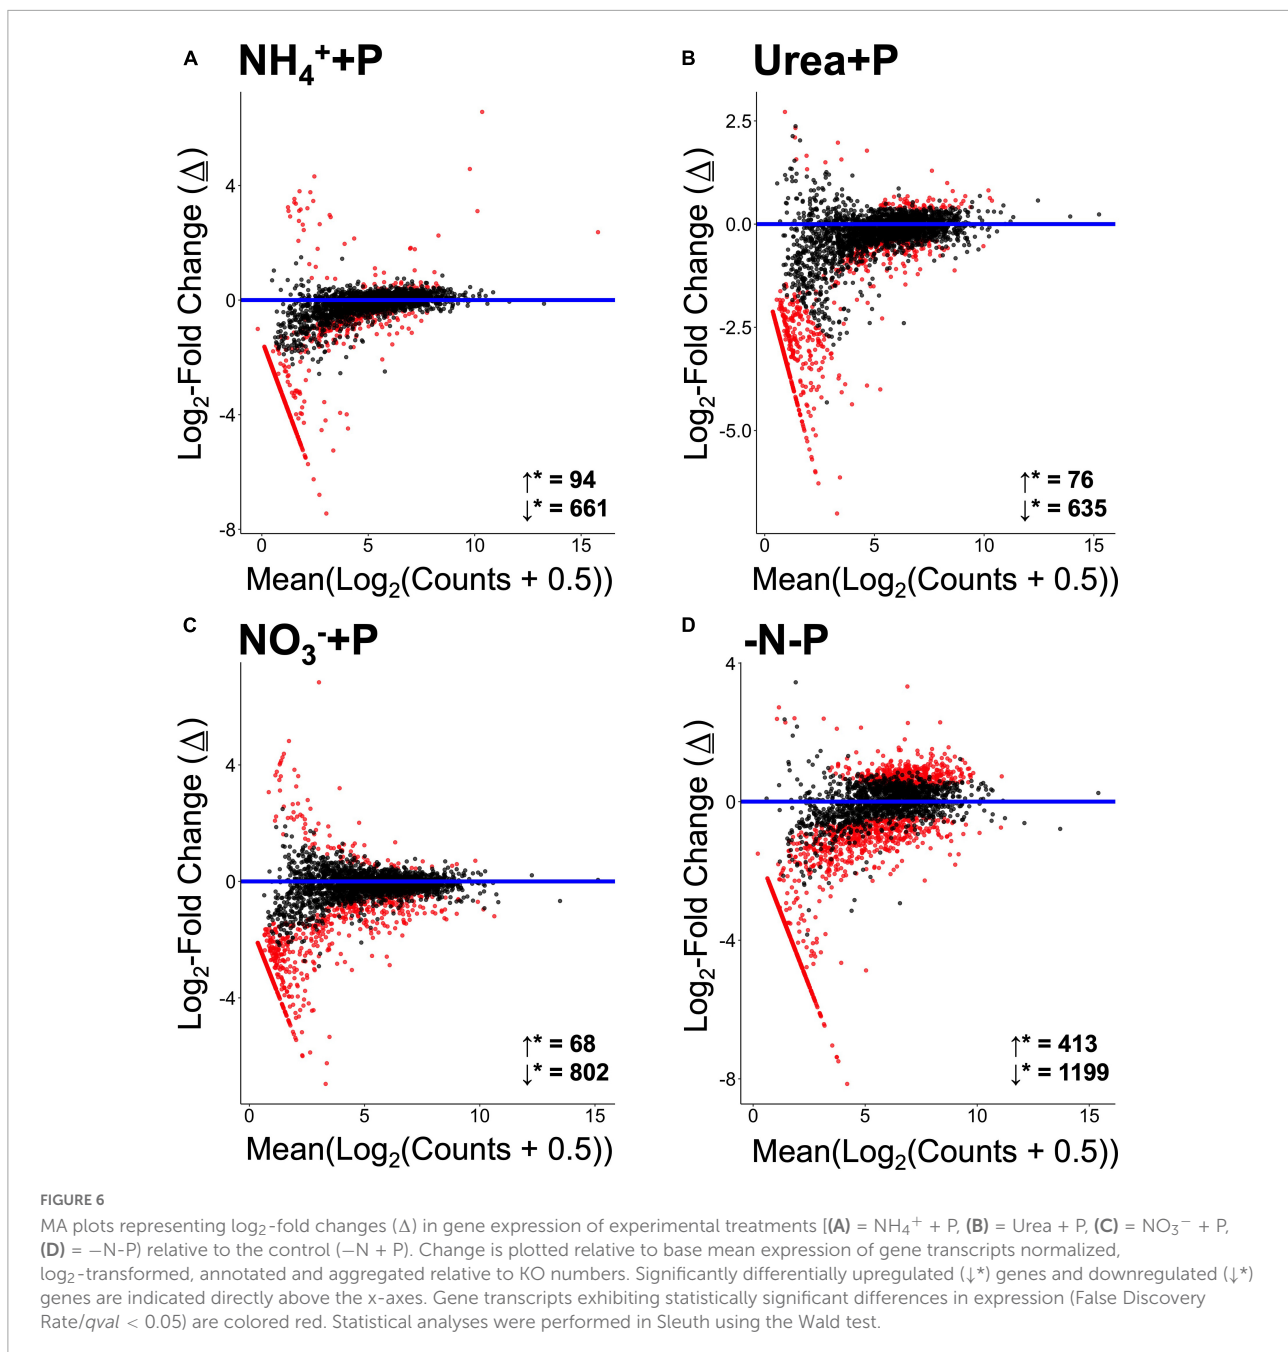 A NH4++P
4
0
-4
-8
0 5 10 15
Log2-Fold Change (Δ)
Mean(Log2(Counts + 0.5))
↑* = 94
↓* = 661
B Urea+P
2.5
0.0
-2.5
-5.0
0 5 10 15
Log2-Fold Change (Δ)
Mean(Log2(Counts + 0.5))
↑* = 76
↓* = 635
C NO3-+P
4
0
-4
0 5 10 15
Log2-Fold Change (Δ)
Mean(Log2(Counts + 0.5))
↑* = 68
↓* = 802
D -N-P
4
0
-4
-8
0 5 10 15
Log2-Fold Change (Δ)
Mean(Log2(Counts + 0.5))
↑* = 413
↓* = 1199
FIGURE 6
MA plots representing log2-fold changes (Δ) in gene expression of experimental treatments [(A) = NH4+ + P, (B) = Urea + P, (C) = NO3− + P,
(D) = −N-P) relative to the control (−N + P). Change is plotted relative to base mean expression of gene transcripts normalized,
log2-transformed, annotated and aggregated relative to KO numbers. Significantly differentially upregulated (↓*) genes and downregulated (↓*)
genes are indicated directly above the x-axes. Gene transcripts exhibiting statistically significant differences in expression (False Discovery
Rate/qval < 0.05) are colored red. Statistical analyses were performed in Sleuth using the Wald test.